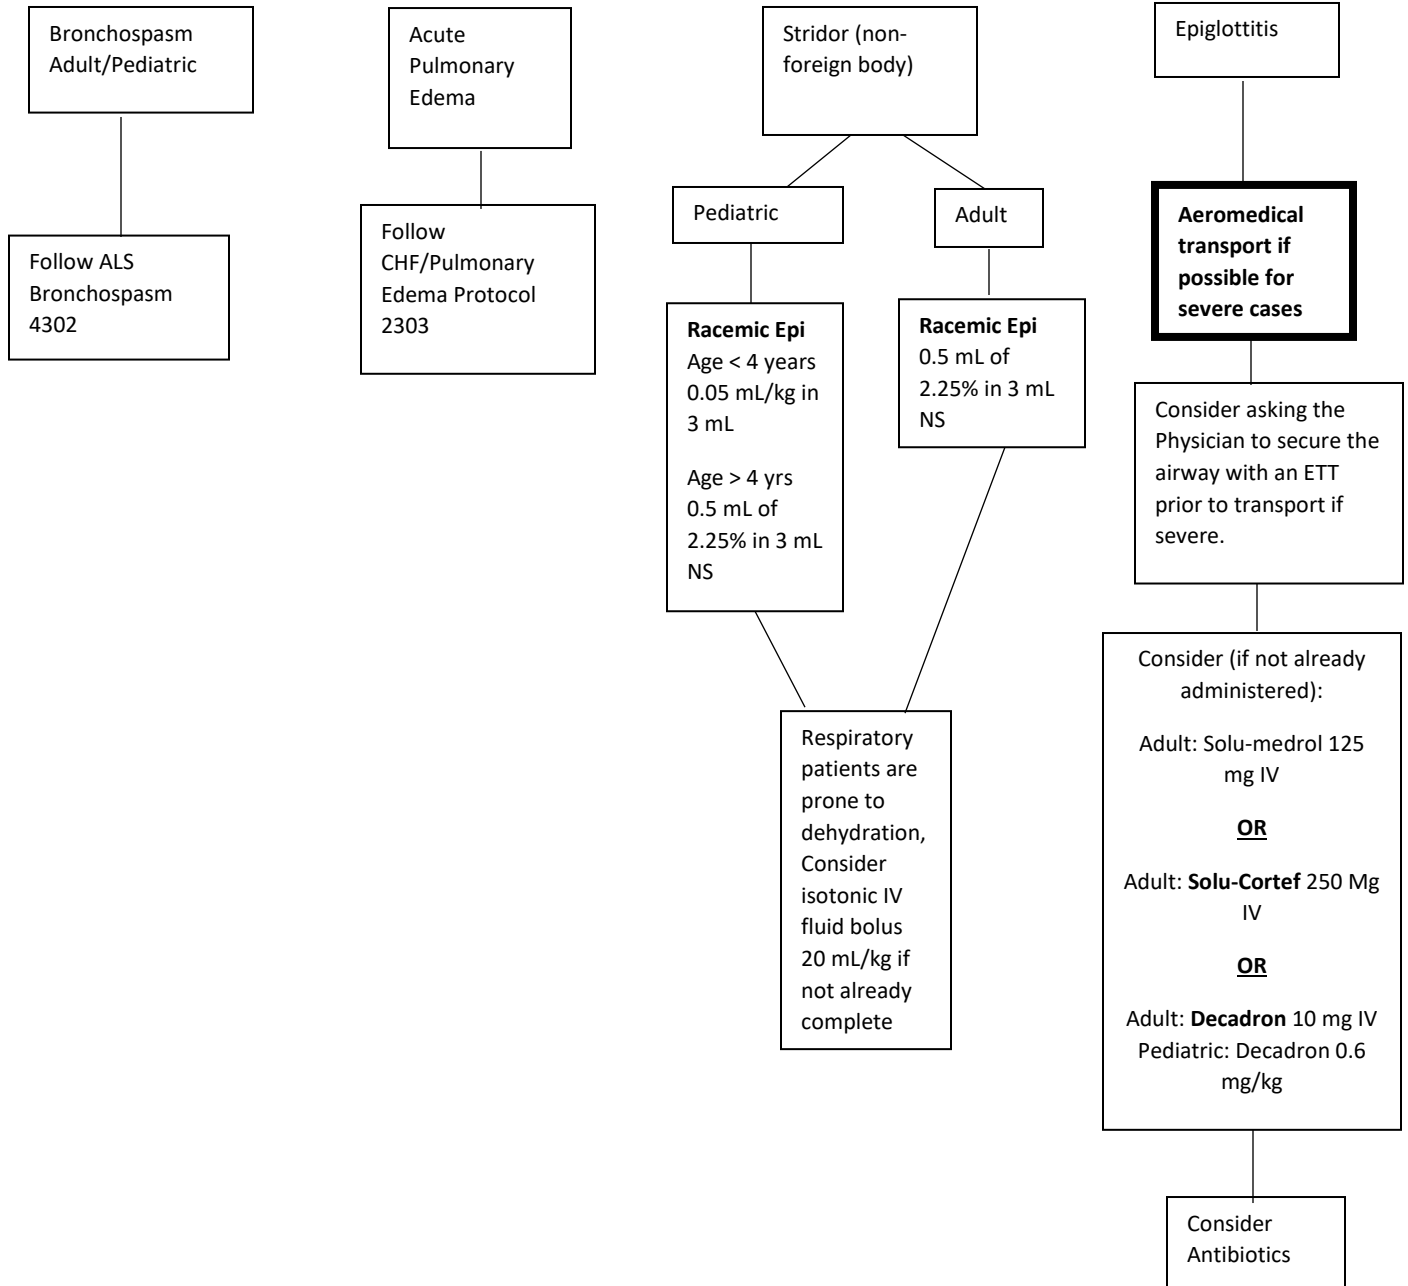 Bronchospasm
Adult/Pediatric
Follow ALS
Bronchospasm
4302
Acute
Pulmonary
Edema
Follow
CHF/Pulmonary
Edema Protocol
2303
Stridor (non-
foreign body)
Pediatric
Racemic Epi
Age < 4 years
0.05 mL/kg in
3 mL
Age > 4 yrs
0.5 mL of
2.25% in 3 mL
NS
Adult
Racemic Epi
0.5 mL of
2.25% in 3 mL
NS
Respiratory
patients are
prone to
dehydration,
Consider
isotonic IV
fluid bolus
20 mL/kg if
not already
complete
Epiglottitis
Aeromedical
transport if
possible for
severe cases
Consider asking the
Physician to secure the
airway with an ETT
prior to transport if
severe.
Consider (if not already
administered):
Adult: Solu-medrol 125
mg IV
OR
Adult: Solu-Cortef 250 Mg
IV
OR
Adult: Decadron 10 mg IV
Pediatric: Decadron 0.6
mg/kg
Consider
Antibiotics